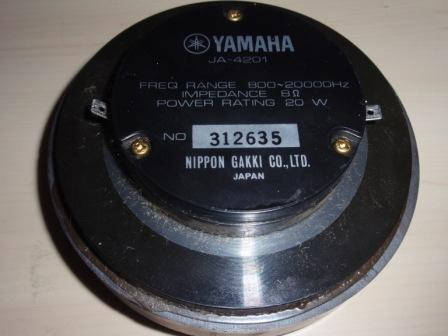 YAMAHA
JA-4201
FREQ RANGE 800~20000Hz
IMPEDANCE 8Ω
POWER RATING 20 W
NO 312635
NIPPON GAKKI CO., LTD.
JAPAN